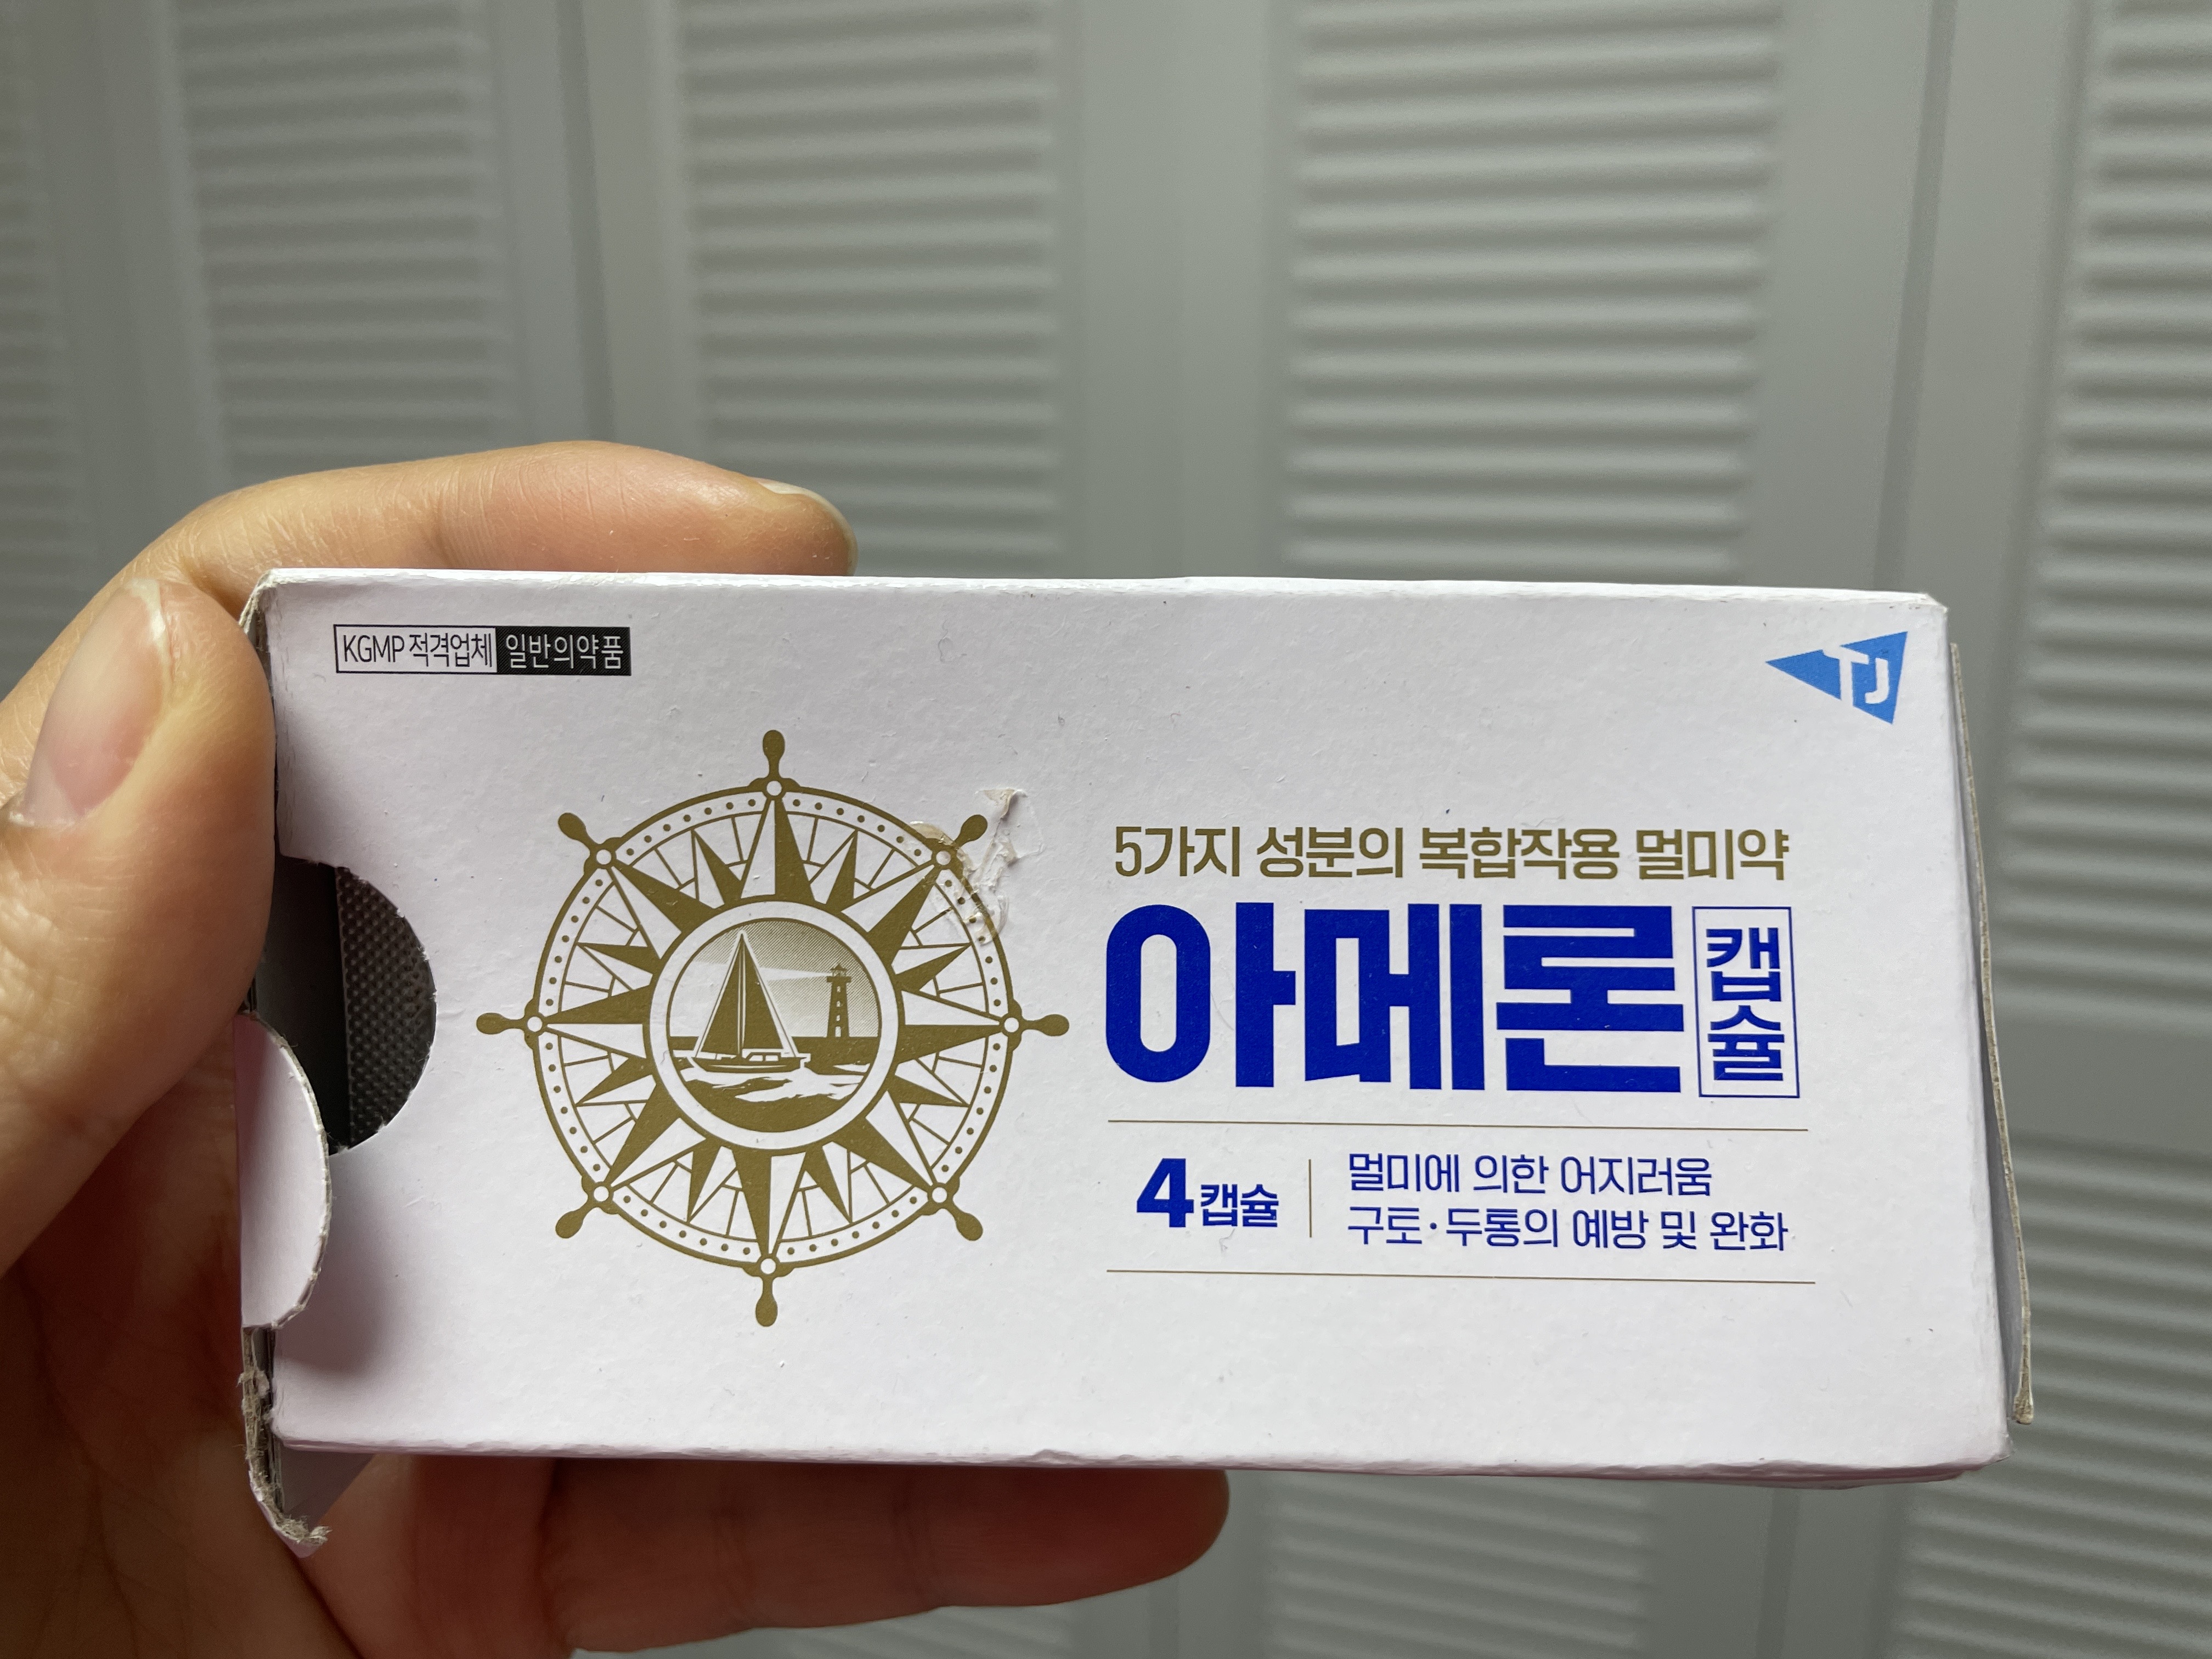 KGMP 적격업체 일반의약품
TJ
5가지 성분의 복합작용 멀미약
아메론 캡슐
4캡슐
멀미에 의한 어지러움
구토·두통의 예방 및 완화